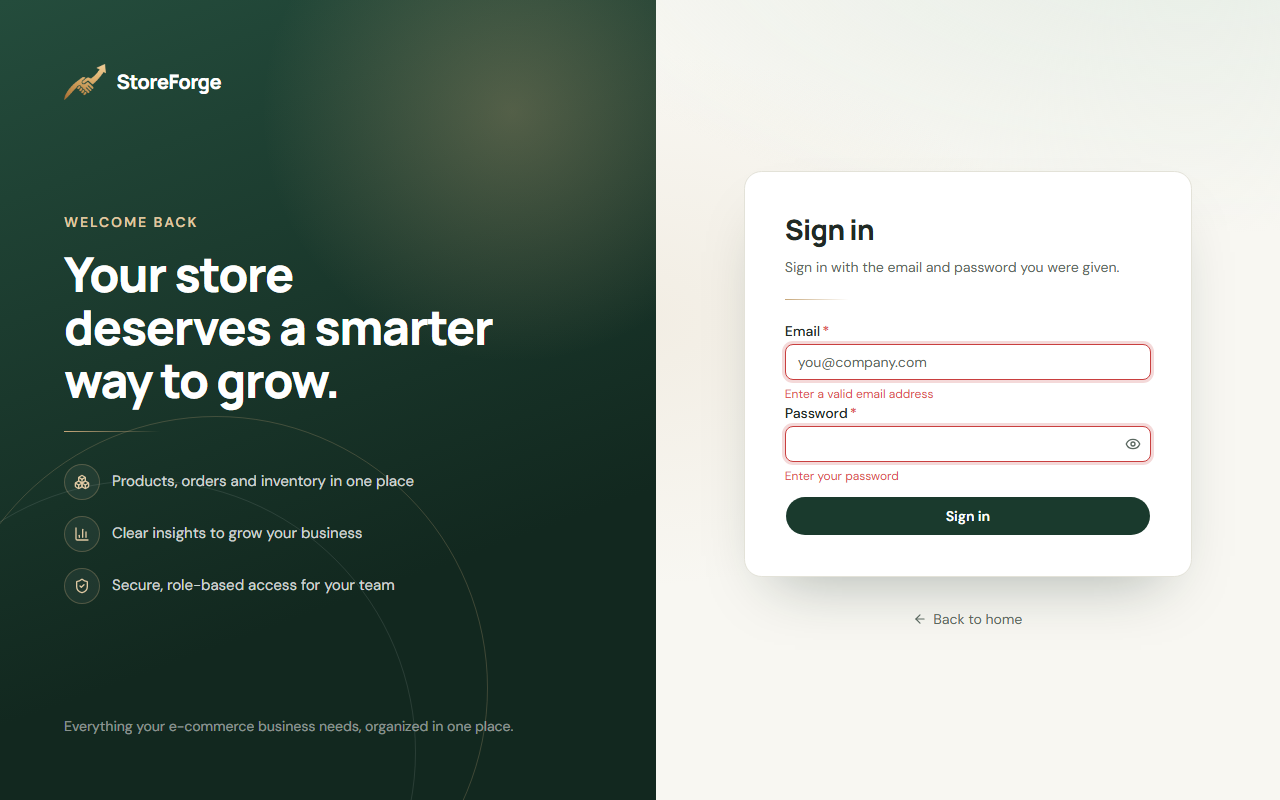 StoreForge
WELCOME BACK
Your store
deserves a smarter
way to grow.
Products, orders and inventory in one place
Clear insights to grow your business
Secure, role-based access for your team
Everything your e-commerce business needs, organized in one place.
Sign in
Sign in with the email and password you were given.
Email *
you@company.com
Enter a valid email address
Password *
Enter your password
Sign in
Back to home